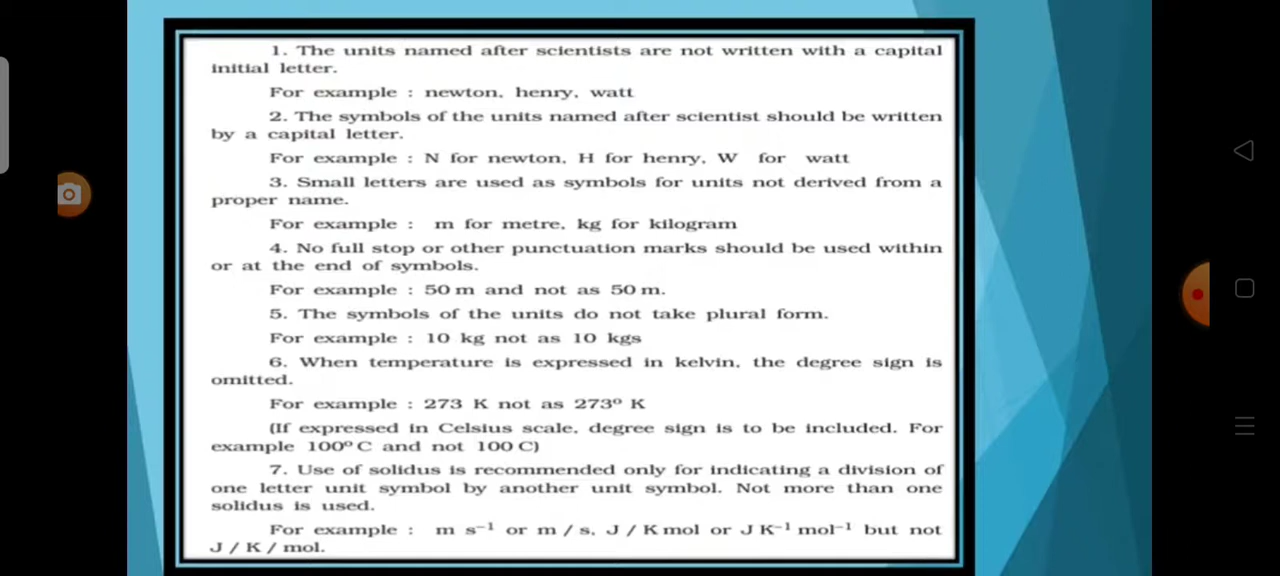 1. The units named after scientists are not written with a capital
initial letter.
For example : newton, henry, watt
2. The symbols of the units named after scientist should be written
by a capital letter.
For example : N for newton, H for henry, W for watt
3. Small letters are used as symbols for units not derived from a
proper name.
For example : m for metre, kg for kilogram
4. No full stop or other punctuation marks should be used within
or at the end of symbols.
For example : 50 m and not as 50 m.
5. The symbols of the units do not take plural form.
For example : 10 kg not as 10 kgs
6. When temperature is expressed in kelvin, the degree sign is
omitted.
For example : 273 K not as 273° K
(If expressed in Celsius scale, degree sign is to be included. For
example 100° C and not 100 C)
7. Use of solidus is recommended only for indicating a division of
one letter unit symbol by another unit symbol. Not more than one
solidus is used.
For example : m s⁻¹ or m / s, J / K mol or J K⁻¹ mol⁻¹ but not
J / K / mol.